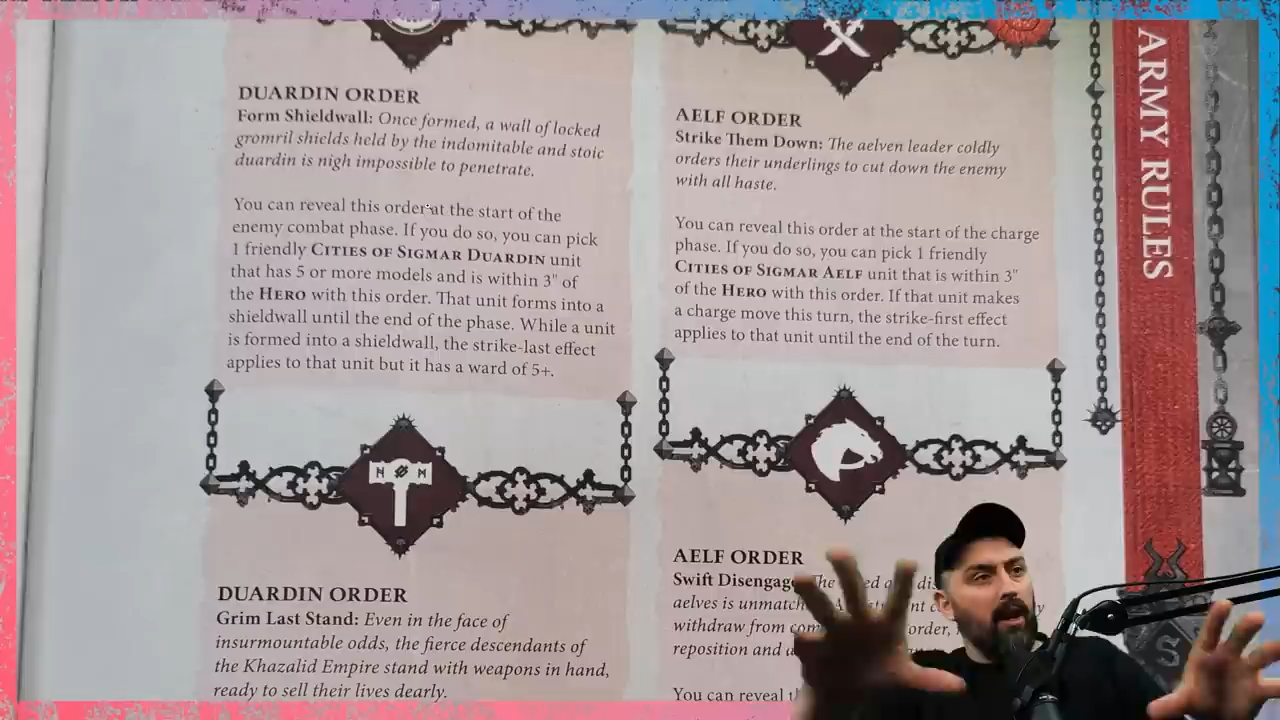 DUARDIN ORDER
Form Shieldwall: Once formed, a wall of locked
gromril shields held by the indomitable and stoic
duardin is nigh impossible to penetrate.
You can reveal this order at the start of the
enemy combat phase. If you do so, you can pick
1 friendly CITIES OF SIGMAR DUARDIN unit
that has 5 or more models and is within 3" of
the HERO with this order. That unit forms into a
shieldwall until the end of the phase. While a unit
is formed into a shieldwall, the strike-last effect
applies to that unit but it has a ward of 5+.
DUARDIN ORDER
Grim Last Stand: Even in the face of
insurmountable odds, the fierce descendants of
the Khazalid Empire stand with weapons in hand,
ready to sell their lives dearly.
AELF ORDER
Strike Them Down: The aelven leader coldly
orders their underlings to cut down the enemy
with all haste.
You can reveal this order at the start of the charge
phase. If you do so, you can pick 1 friendly
CITIES OF SIGMAR AELF unit that is within 3"
of the HERO with this order. If that unit makes
a charge move this turn, the strike-first effect
applies to that unit until the end of the turn.
AELF ORDER
Swift Disengage
aelves is
withdraw from order,
reposition and
You can reveal
ARMY RULES